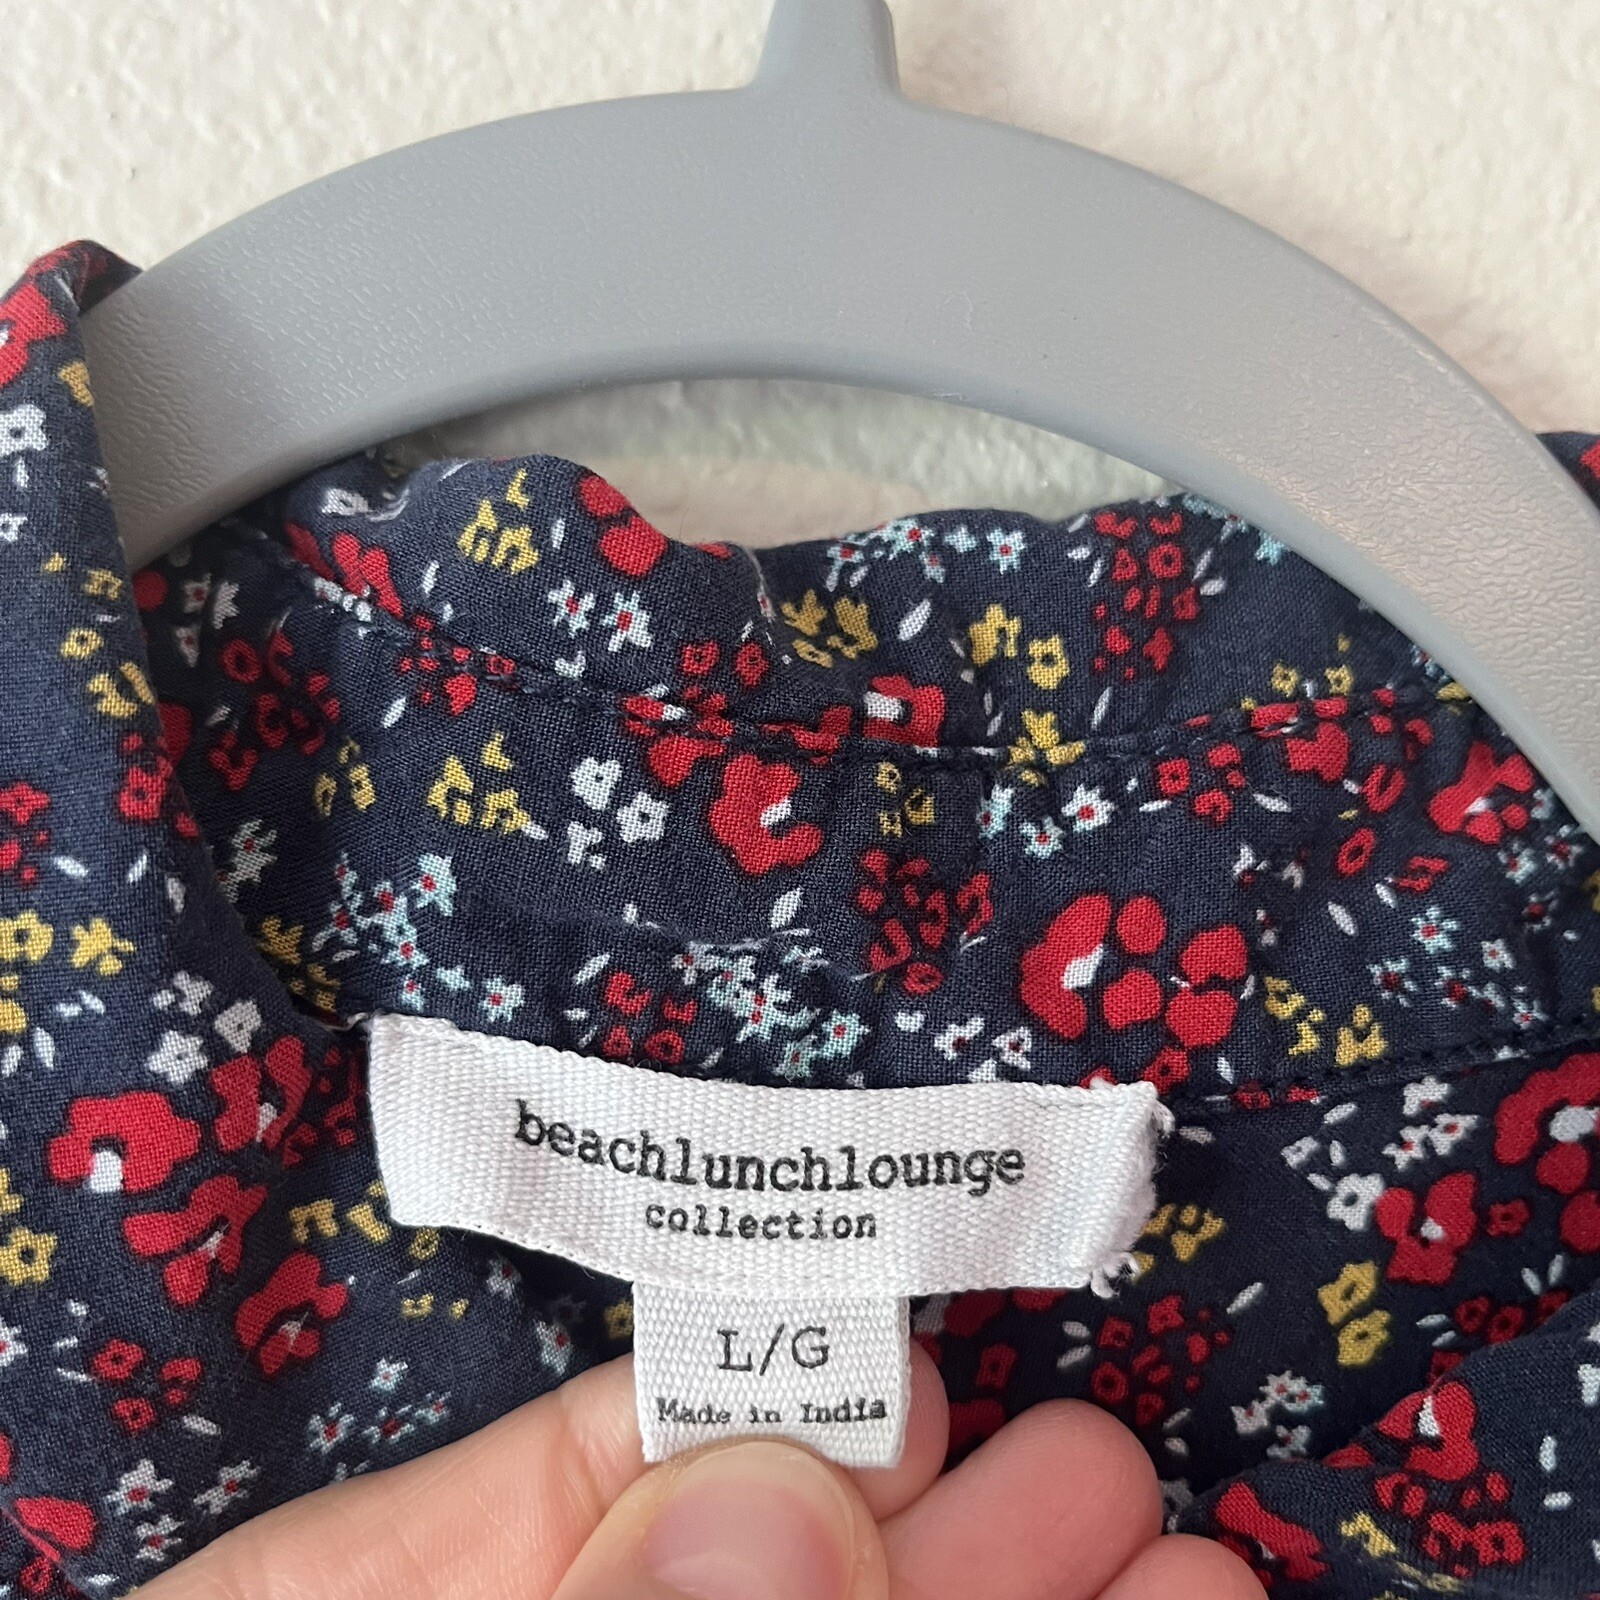 beachlunchlounge
collection
L/G
Made in India